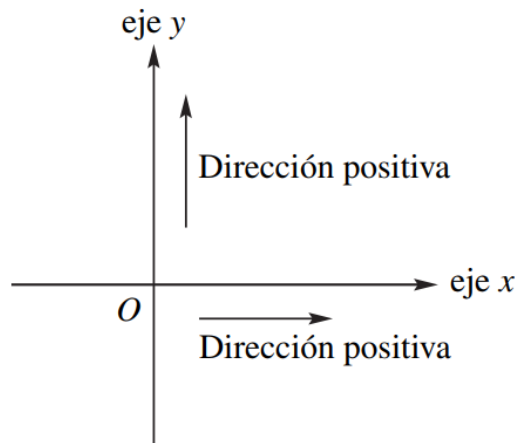 eje y
Dirección positiva
eje x
O
Dirección positiva